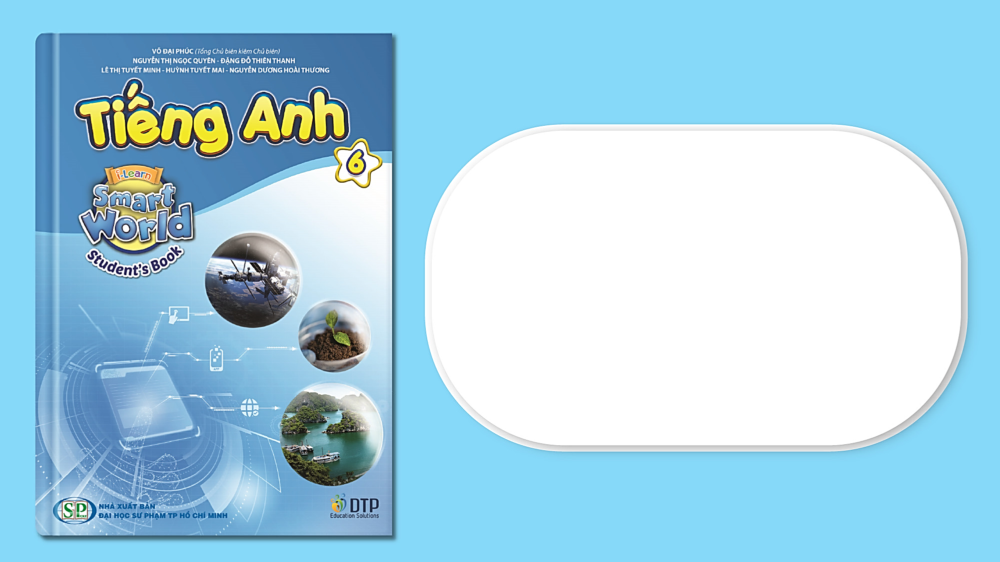 VÕ ĐẠI PHÚC (Tổng Chủ biên kiêm Chủ biên)
NGUYỄN THỊ NGỌC QUYÊN - ĐẶNG ĐỖ THIÊN THANH
LÊ THỊ TUYẾT MINH - HUỲNH TUYẾT MAI - NGUYỄN DƯƠNG HOÀI THƯƠNG
Tiếng Anh
6
i-Learn
Smart
World
Student's Book
APP
SP
NHÀ XUẤT BẢN
ĐẠI HỌC SƯ PHẠM TP HỒ CHÍ MINH
DTP
Education Solutions